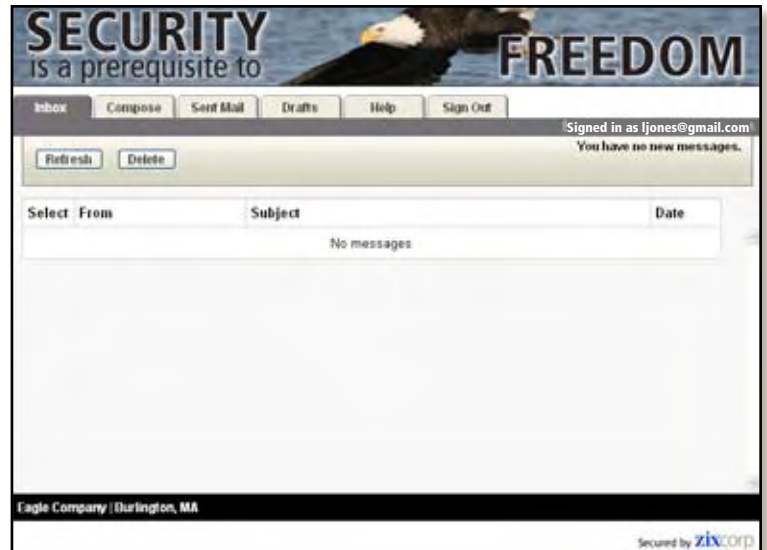 SECURITY
is a prerequisite to
FREEDOM
Inbox Compose Sent Mail Drafts Help Sign Out
Signed in as ljones@gmail.com
You have no new messages.
Refresh Delete
Select From Subject Date
No messages
Eagle Company | Burlington, MA
Secured by zixcorp